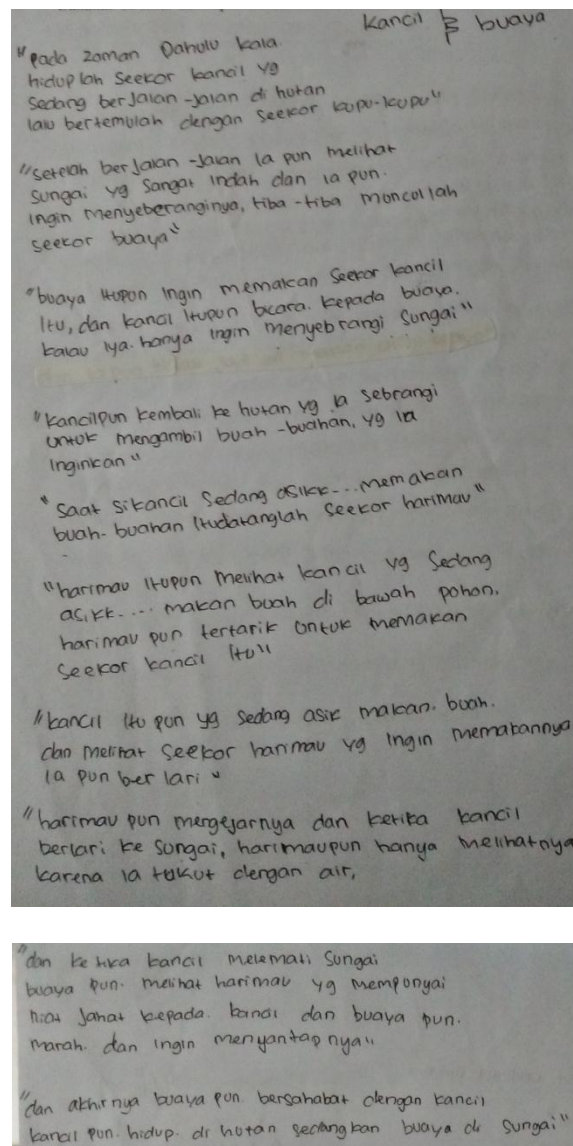 Kancil & buaya
"Pada zaman Dahulu kala.
hiduplah Seekor kancil yg
Sedang berJalan-Jalan di hutan
lalu bertemulah dengan seekor kupu-kupu"
"Setelah berJalan-Jalan Ia pun melihat
Sungai yg Sangat indah dan ia pun.
Ingin menyeberanginya, tiba-tiba moncollah
seekor buaya"
"buaya itupun Ingin memakan Seekor kancil
Itu, dan kancil Itupun bicara. kepada buaya.
kalau iya. hanya Ingin menyebrangi Sungai"
"kancilpun kembali ke hutan yg Ia Sebrangi
untuk mengambil buah-buahan, yg Ia
Inginkan"
"Saat sikancil Sedang asikk... memakan
buah-buahan Itudatanglah Seekor harimau"
"harimau Itupun melihat kancil yg Sedang
asikk.... makan buah di bawah pohon.
harimau pun tertarik untuk memakan
Seekor kancil Itu"
"kancil Itu pun yg Sedang asik makan. buah.
dan melihat Seekor harimau yg Ingin memakannya
Ia pun ber lari"
"harimau pun mengejarnya dan ketika kancil
berlari ke Sungai, harimaupun hanya melihatnya
karena Ia takut dengan air,
"dan ke tika kancil melemati Sungai
buaya pun. melihat harimau yg memponyai
niat Jahat kepada. kancil dan buaya pun.
marah. dan Ingin menyantap nya"
"dan akhirnya buaya pun. bersahabat dengan kancil
kancil pun. hidup. di hutan sedangkan buaya di Sungai"